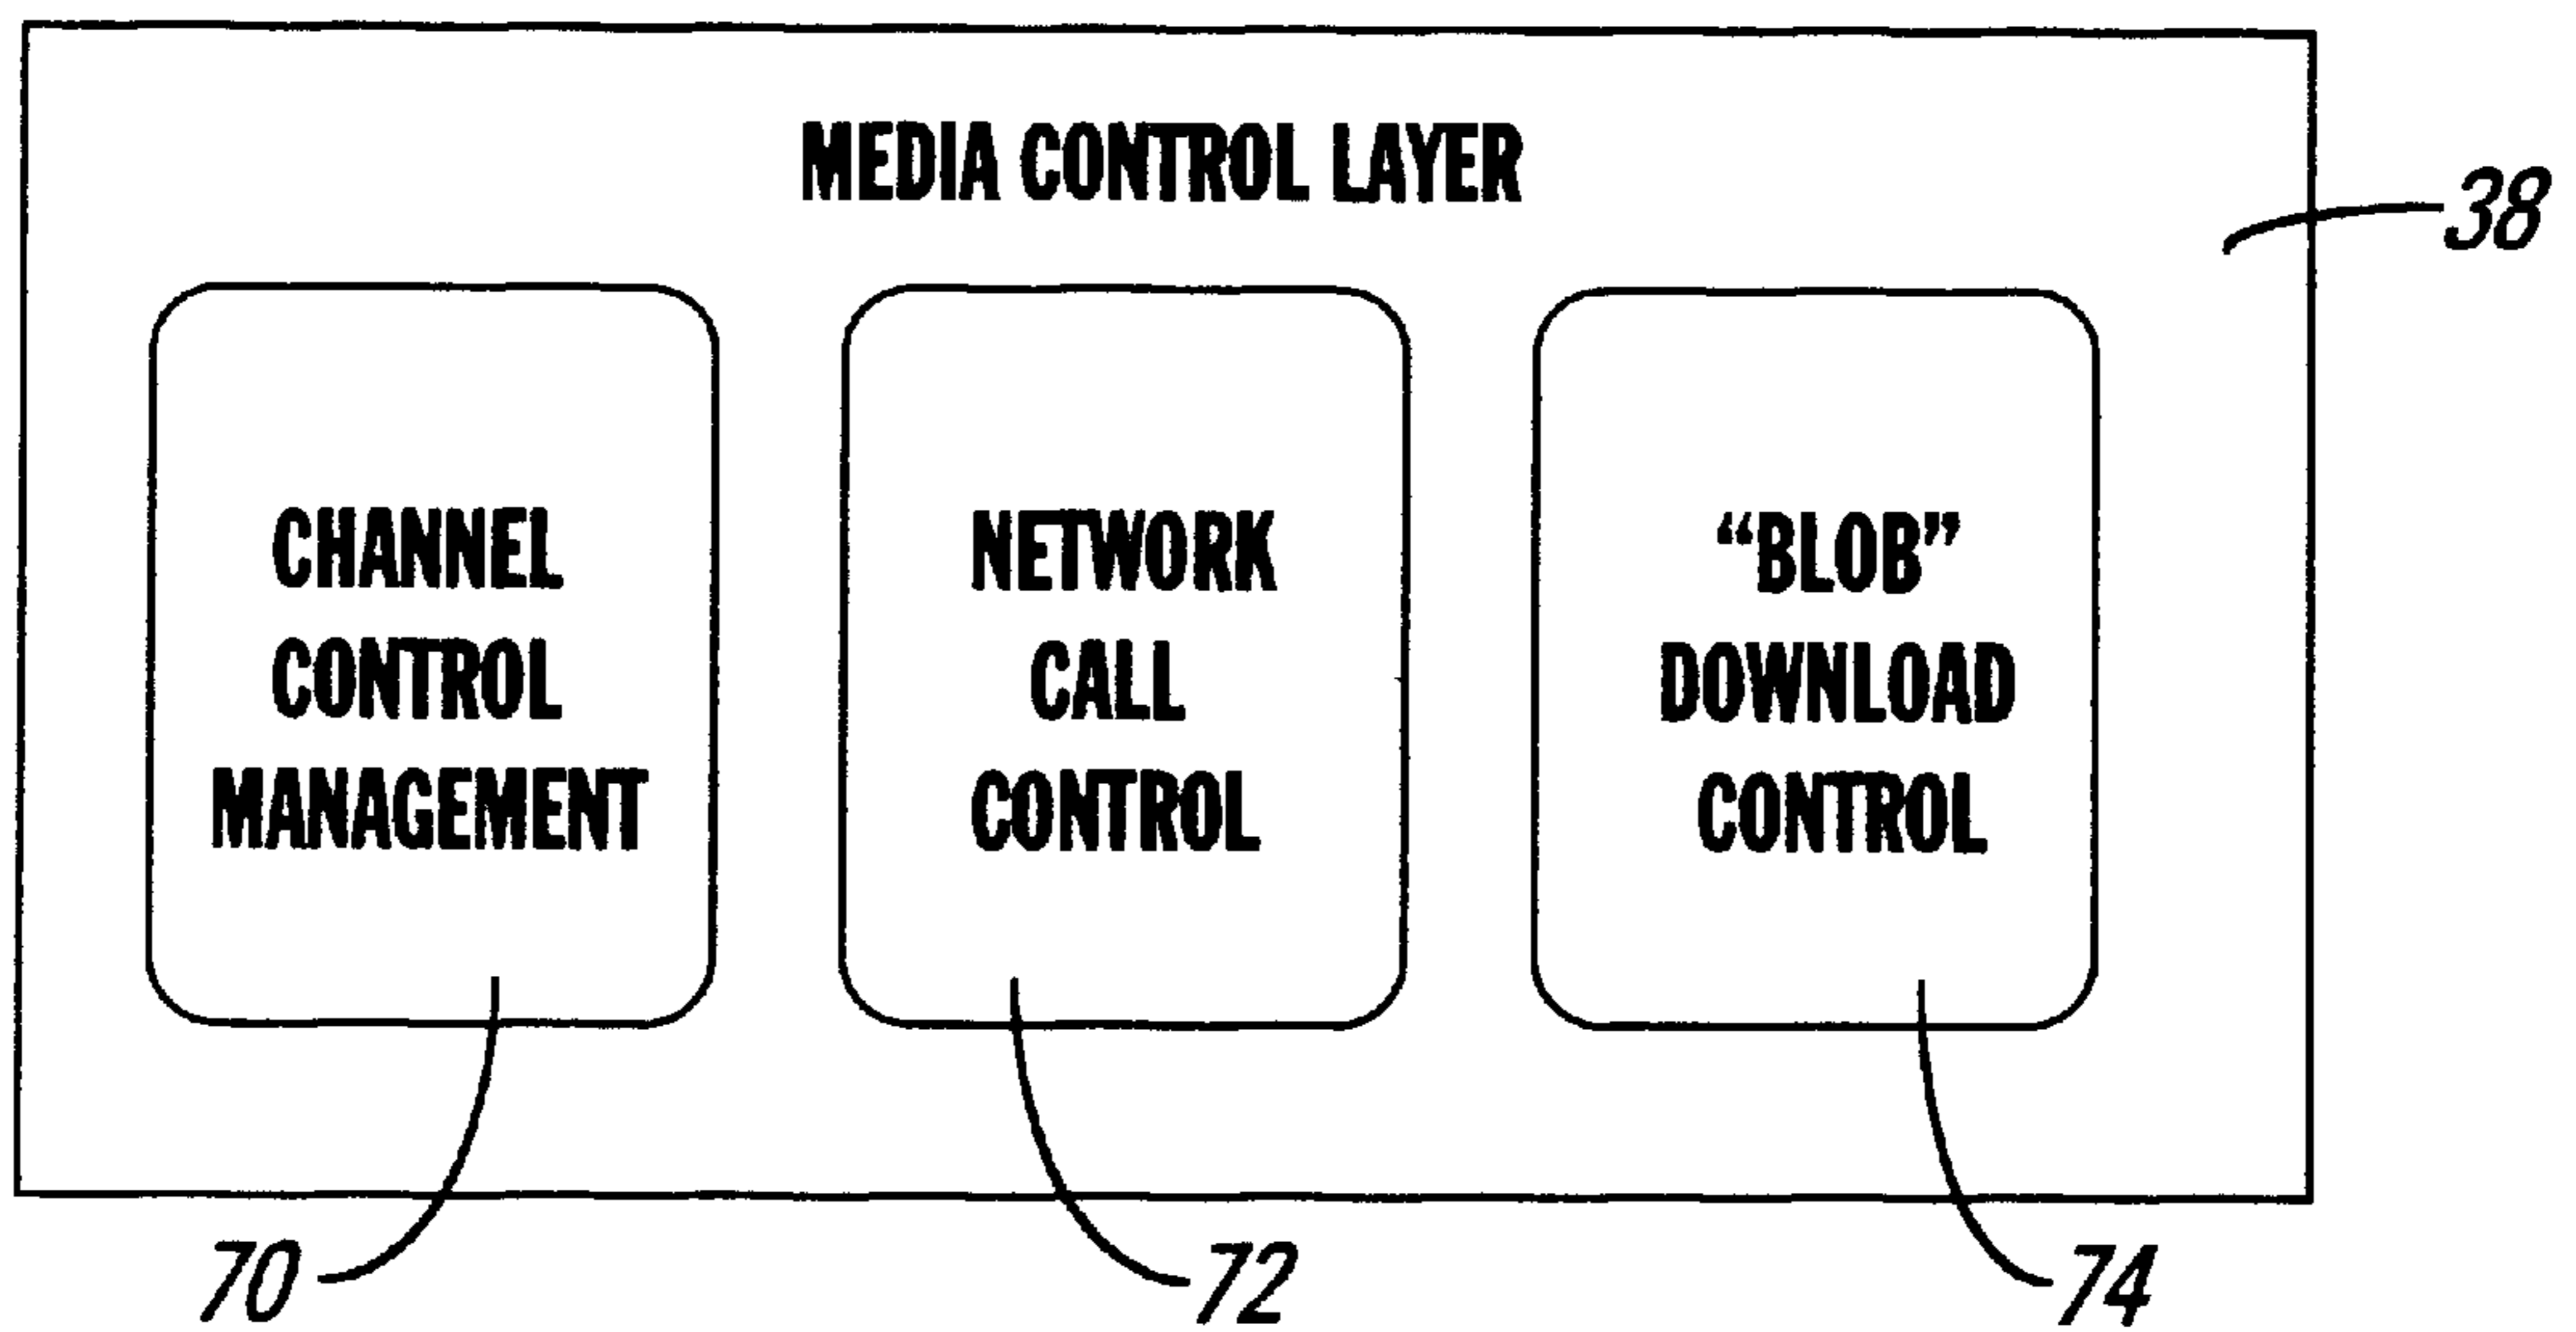 MEDIA CONTROL LAYER
38
CHANNEL
CONTROL
MANAGEMENT
NETWORK
CALL
CONTROL
“BLOB”
DOWNLOAD
CONTROL
70
72
74